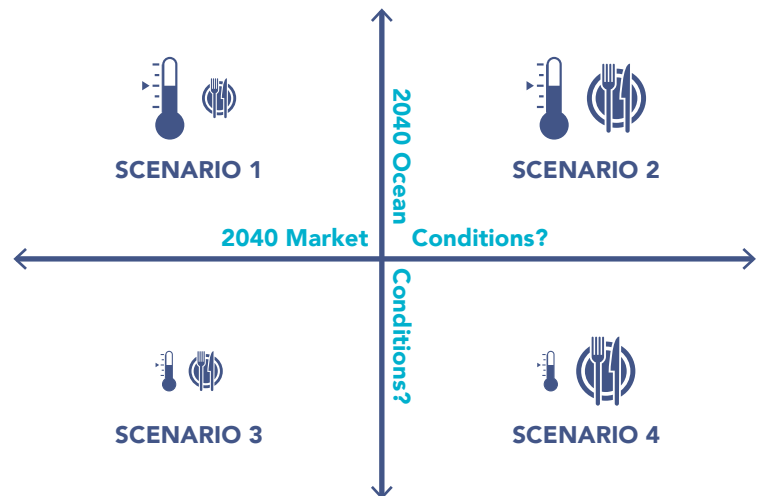 SCENARIO 1
SCENARIO 2
2040 Ocean Conditions?
2040 Market Conditions?
SCENARIO 3
SCENARIO 4